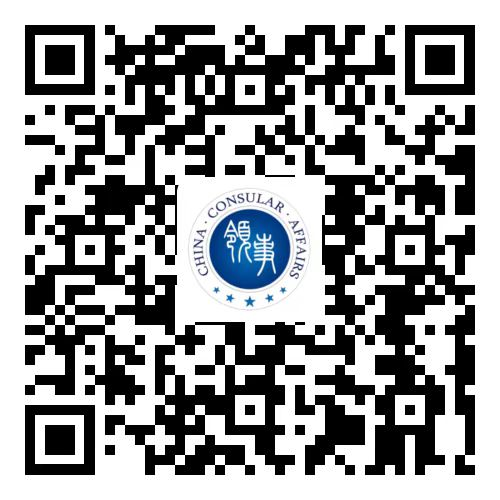 CHINA · CONSULAR · AFFAIRS
領事